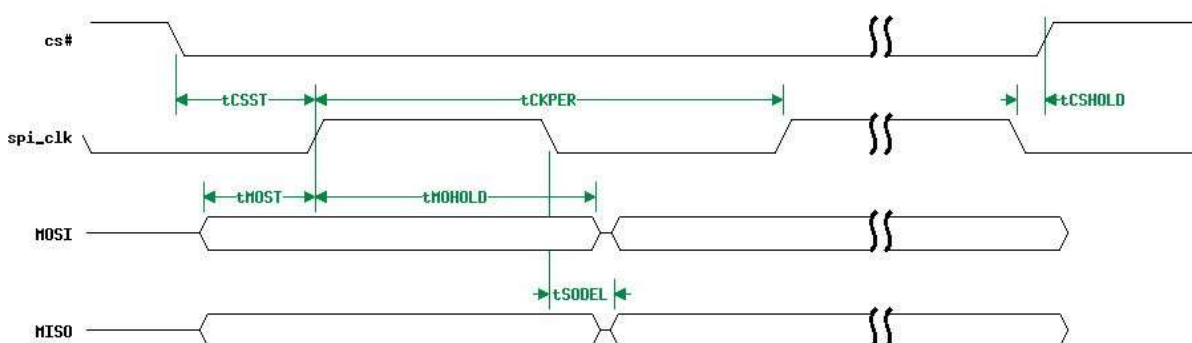 cs#
tCSST
tCKPER
tCSHOLD
spi_clk
tMOST
tMOHOLD
MOSI
tSODEL
MISO